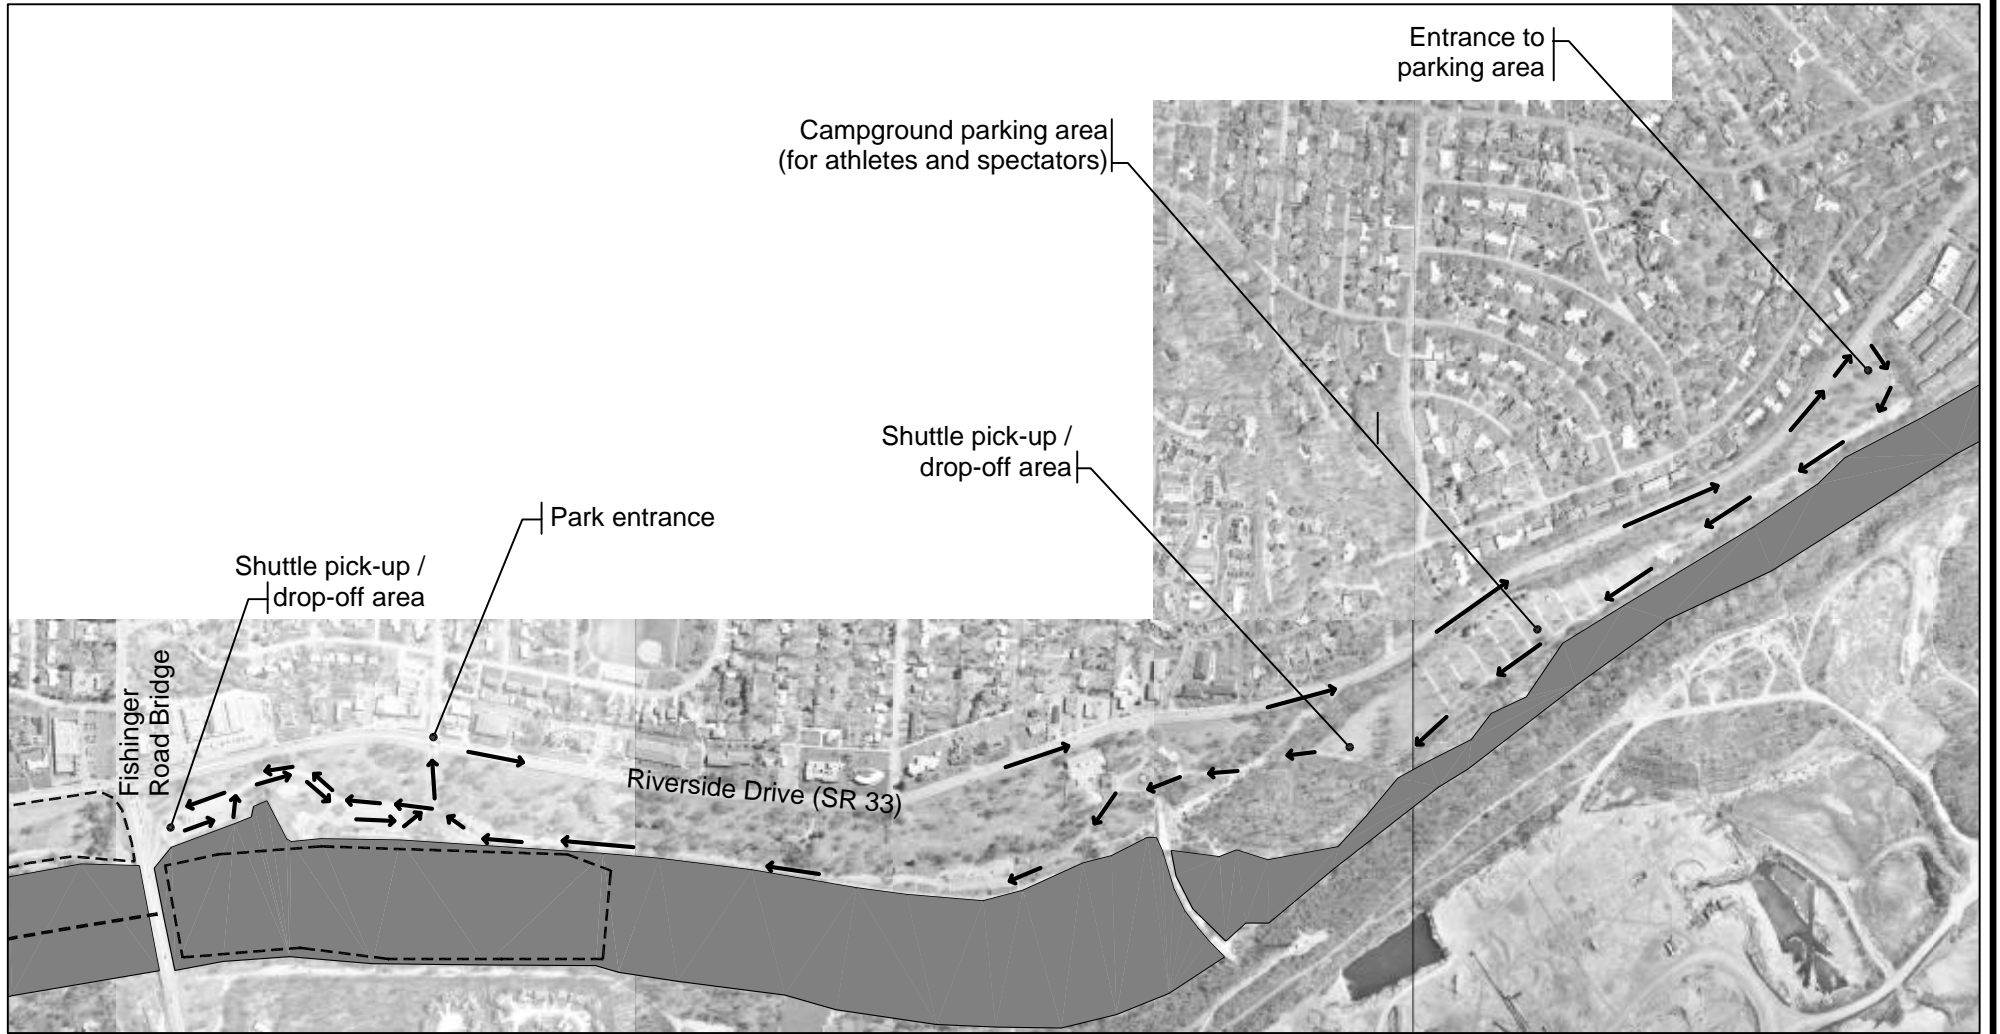 Entrance to
parking area
Campground parking area
(for athletes and spectators)
Shuttle pick-up /
drop-off area
Park entrance
Shuttle pick-up /
drop-off area
Fishinger
Road Bridge
Riverside Drive (SR 33)